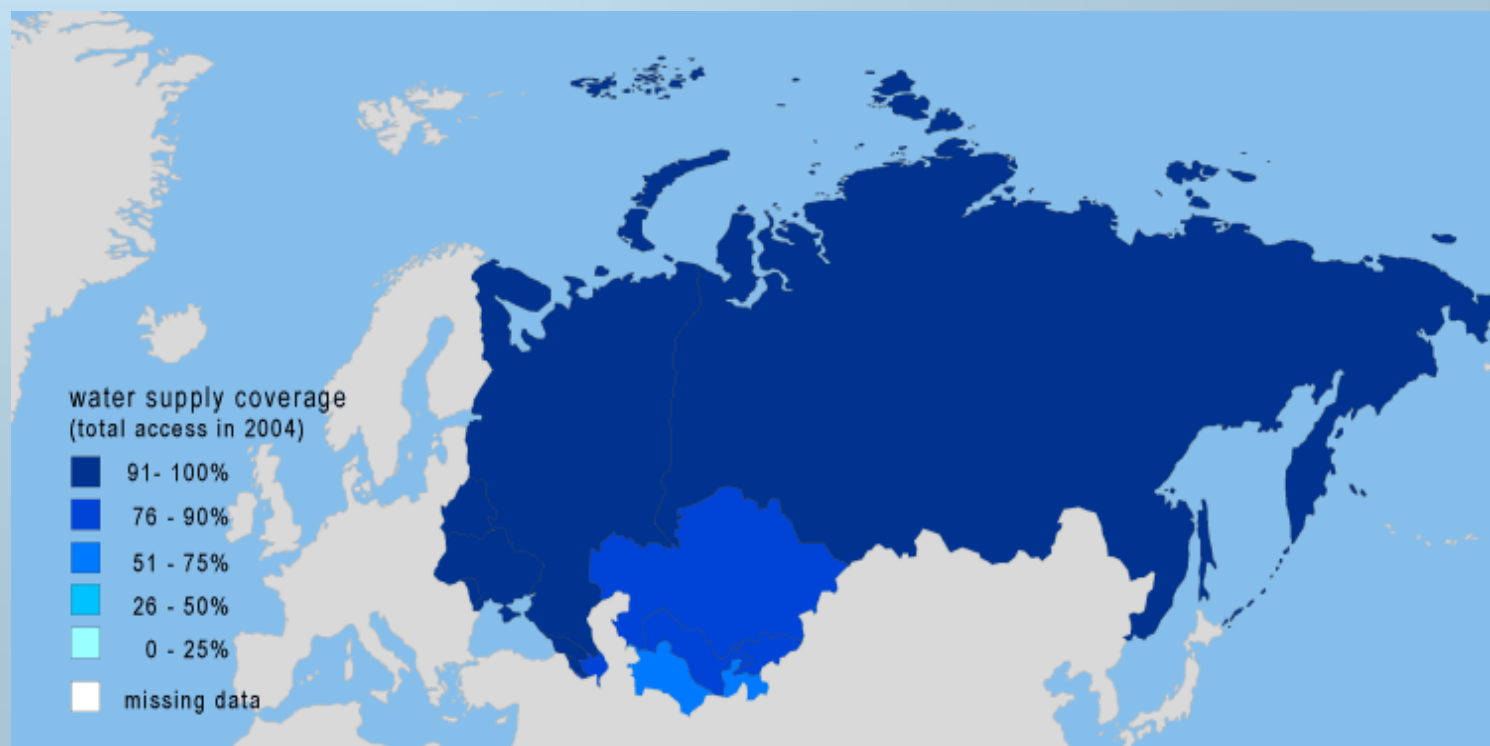 water supply coverage
(total access in 2004)
91- 100%
76 - 90%
51 - 75%
26 - 50%
0 - 25%
missing data